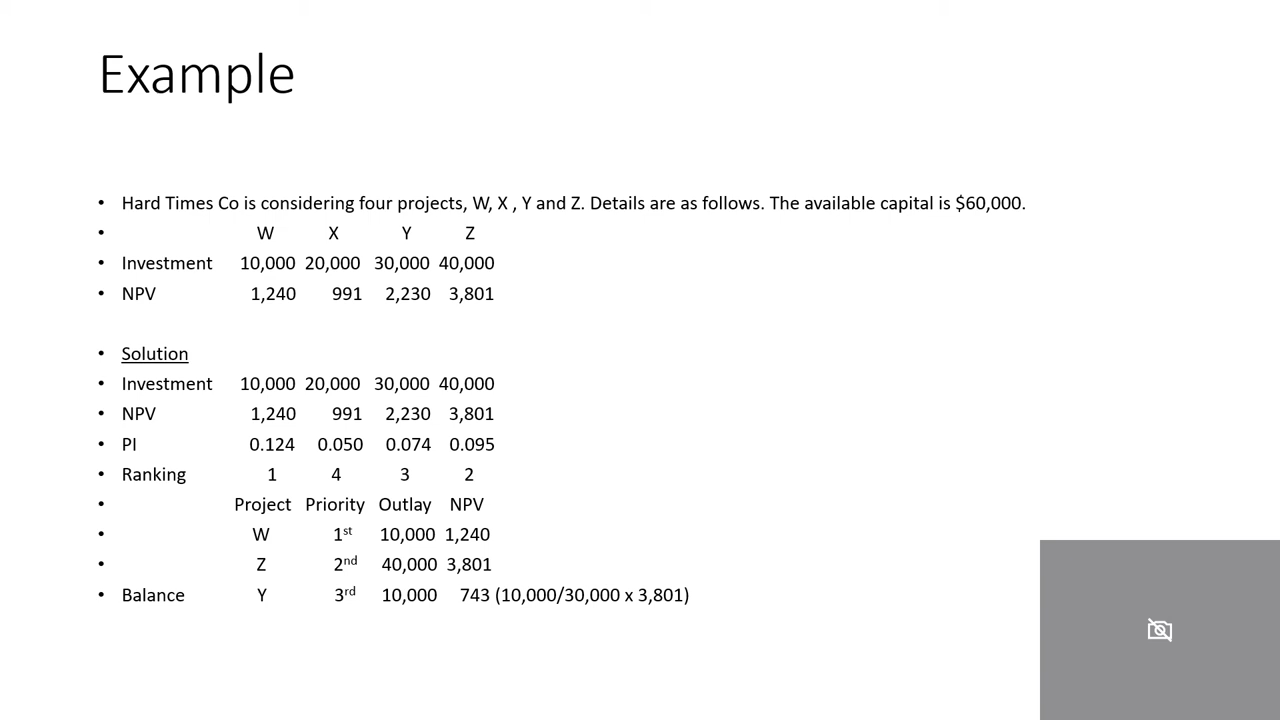 Example
• Hard Times Co is considering four projects, W, X , Y and Z. Details are as follows. The available capital is $60,000.
• W X Y Z
• Investment 10,000 20,000 30,000 40,000
• NPV 1,240 991 2,230 3,801
• Solution
• Investment 10,000 20,000 30,000 40,000
• NPV 1,240 991 2,230 3,801
• PI 0.124 0.050 0.074 0.095
• Ranking 1 4 3 2
• Project Priority Outlay NPV
• W 1st 10,000 1,240
• Z 2nd 40,000 3,801
• Balance Y 3rd 10,000 743 (10,000/30,000 x 3,801)